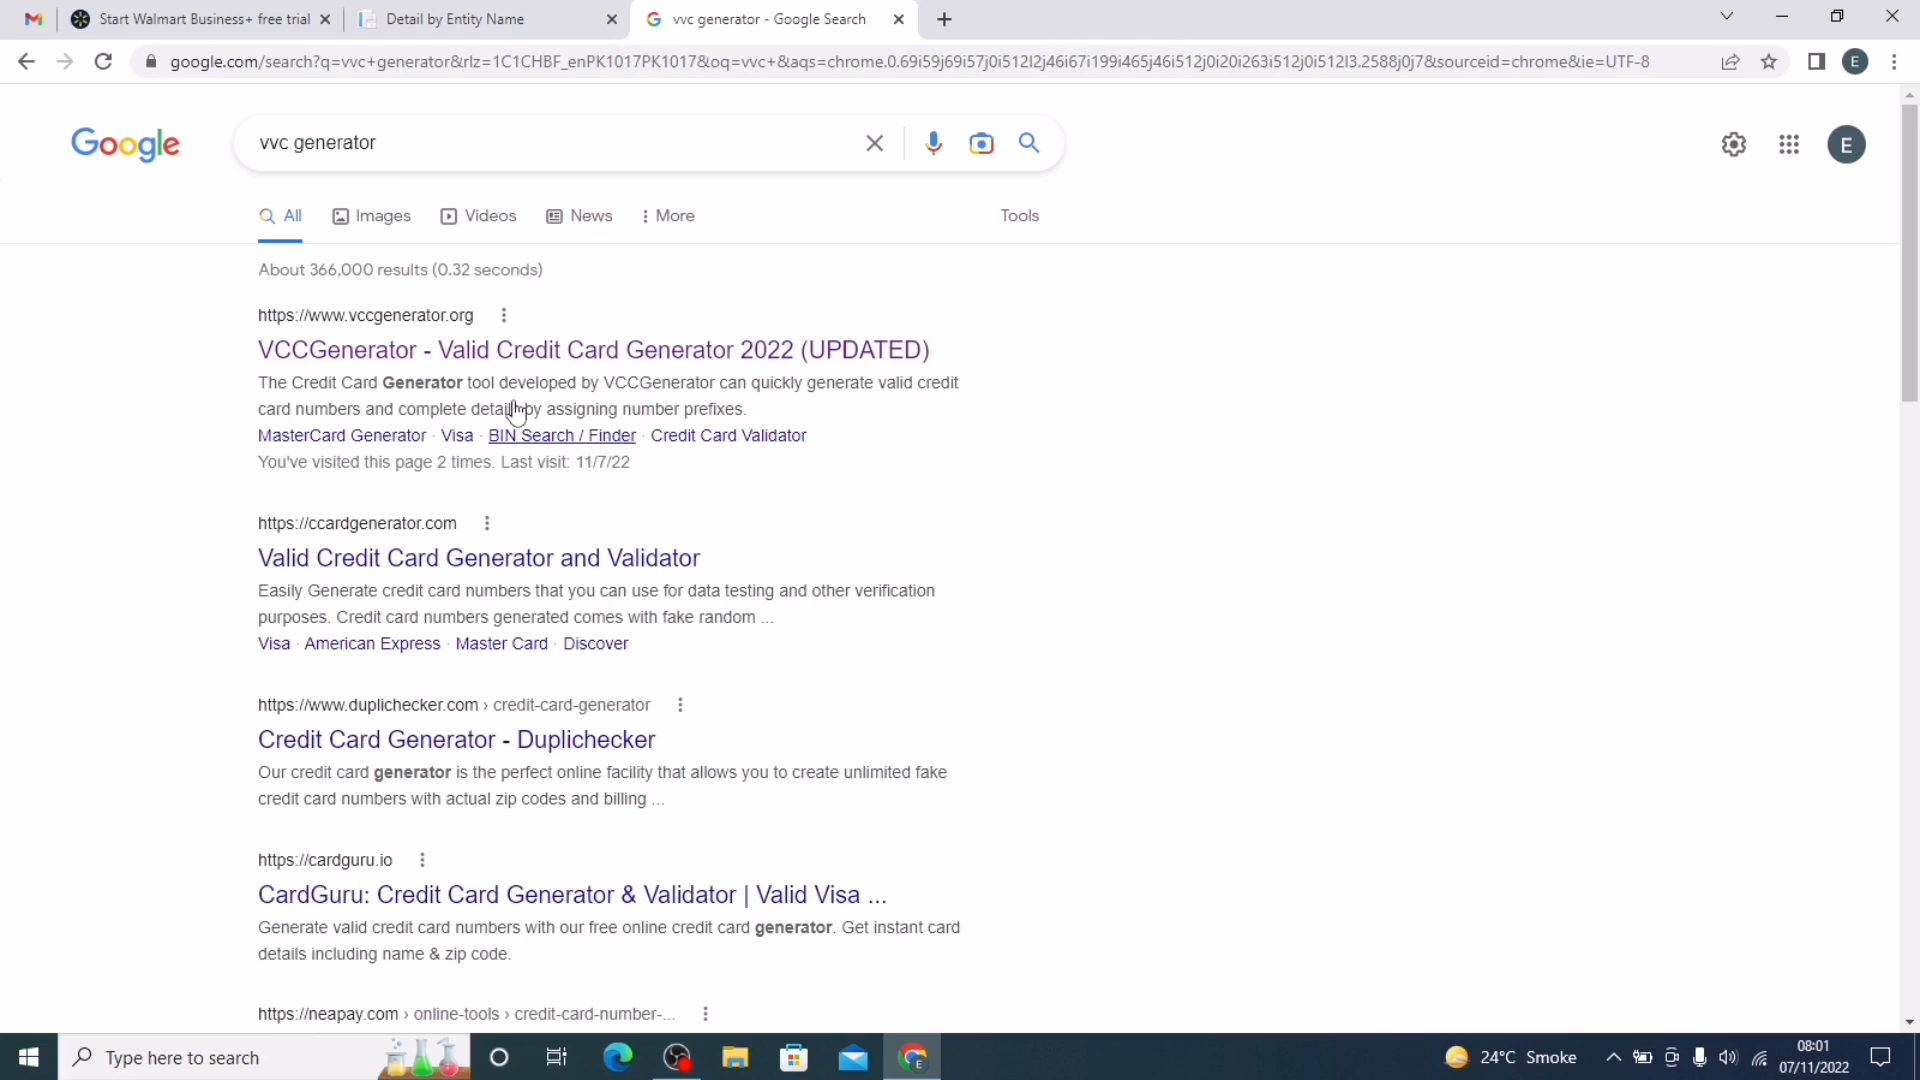 Start Walmart Business+ free trial
Detail by Entity Name
vvc generator - Google Search
google.com/search?q=vvc+generator&rlz=1C1CHBF_enPK1017PK1017&oq=vvc+&aqs=chrome.0.69i59j69i57j0i512l2j46i67i199i465j46i512j0i20i263i512j0i512l3.2588j0j7&sourceid=chrome&ie=UTF-8
E
Google
vvc generator
E
All
Images
Videos
News
More
Tools
About 366,000 results (0.32 seconds)
https://www.vccgenerator.org
VCCGenerator - Valid Credit Card Generator 2022 (UPDATED)
The Credit Card Generator tool developed by VCCGenerator can quickly generate valid credit
card numbers and complete details by assigning number prefixes.
MasterCard Generator · Visa · BIN Search / Finder · Credit Card Validator
You've visited this page 2 times. Last visit: 11/7/22
https://ccardgenerator.com
Valid Credit Card Generator and Validator
Easily Generate credit card numbers that you can use for data testing and other verification
purposes. Credit card numbers generated comes with fake random ...
Visa · American Express · Master Card · Discover
https://www.duplichecker.com › credit-card-generator
Credit Card Generator - Duplichecker
Our credit card generator is the perfect online facility that allows you to create unlimited fake
credit card numbers with actual zip codes and billing ...
https://cardguru.io
CardGuru: Credit Card Generator & Validator | Valid Visa ...
Generate valid credit card numbers with our free online credit card generator. Get instant card
details including name & zip code.
https://neapay.com › online-tools › credit-card-number-...
Type here to search
E
24°C Smoke
08:01
07/11/2022